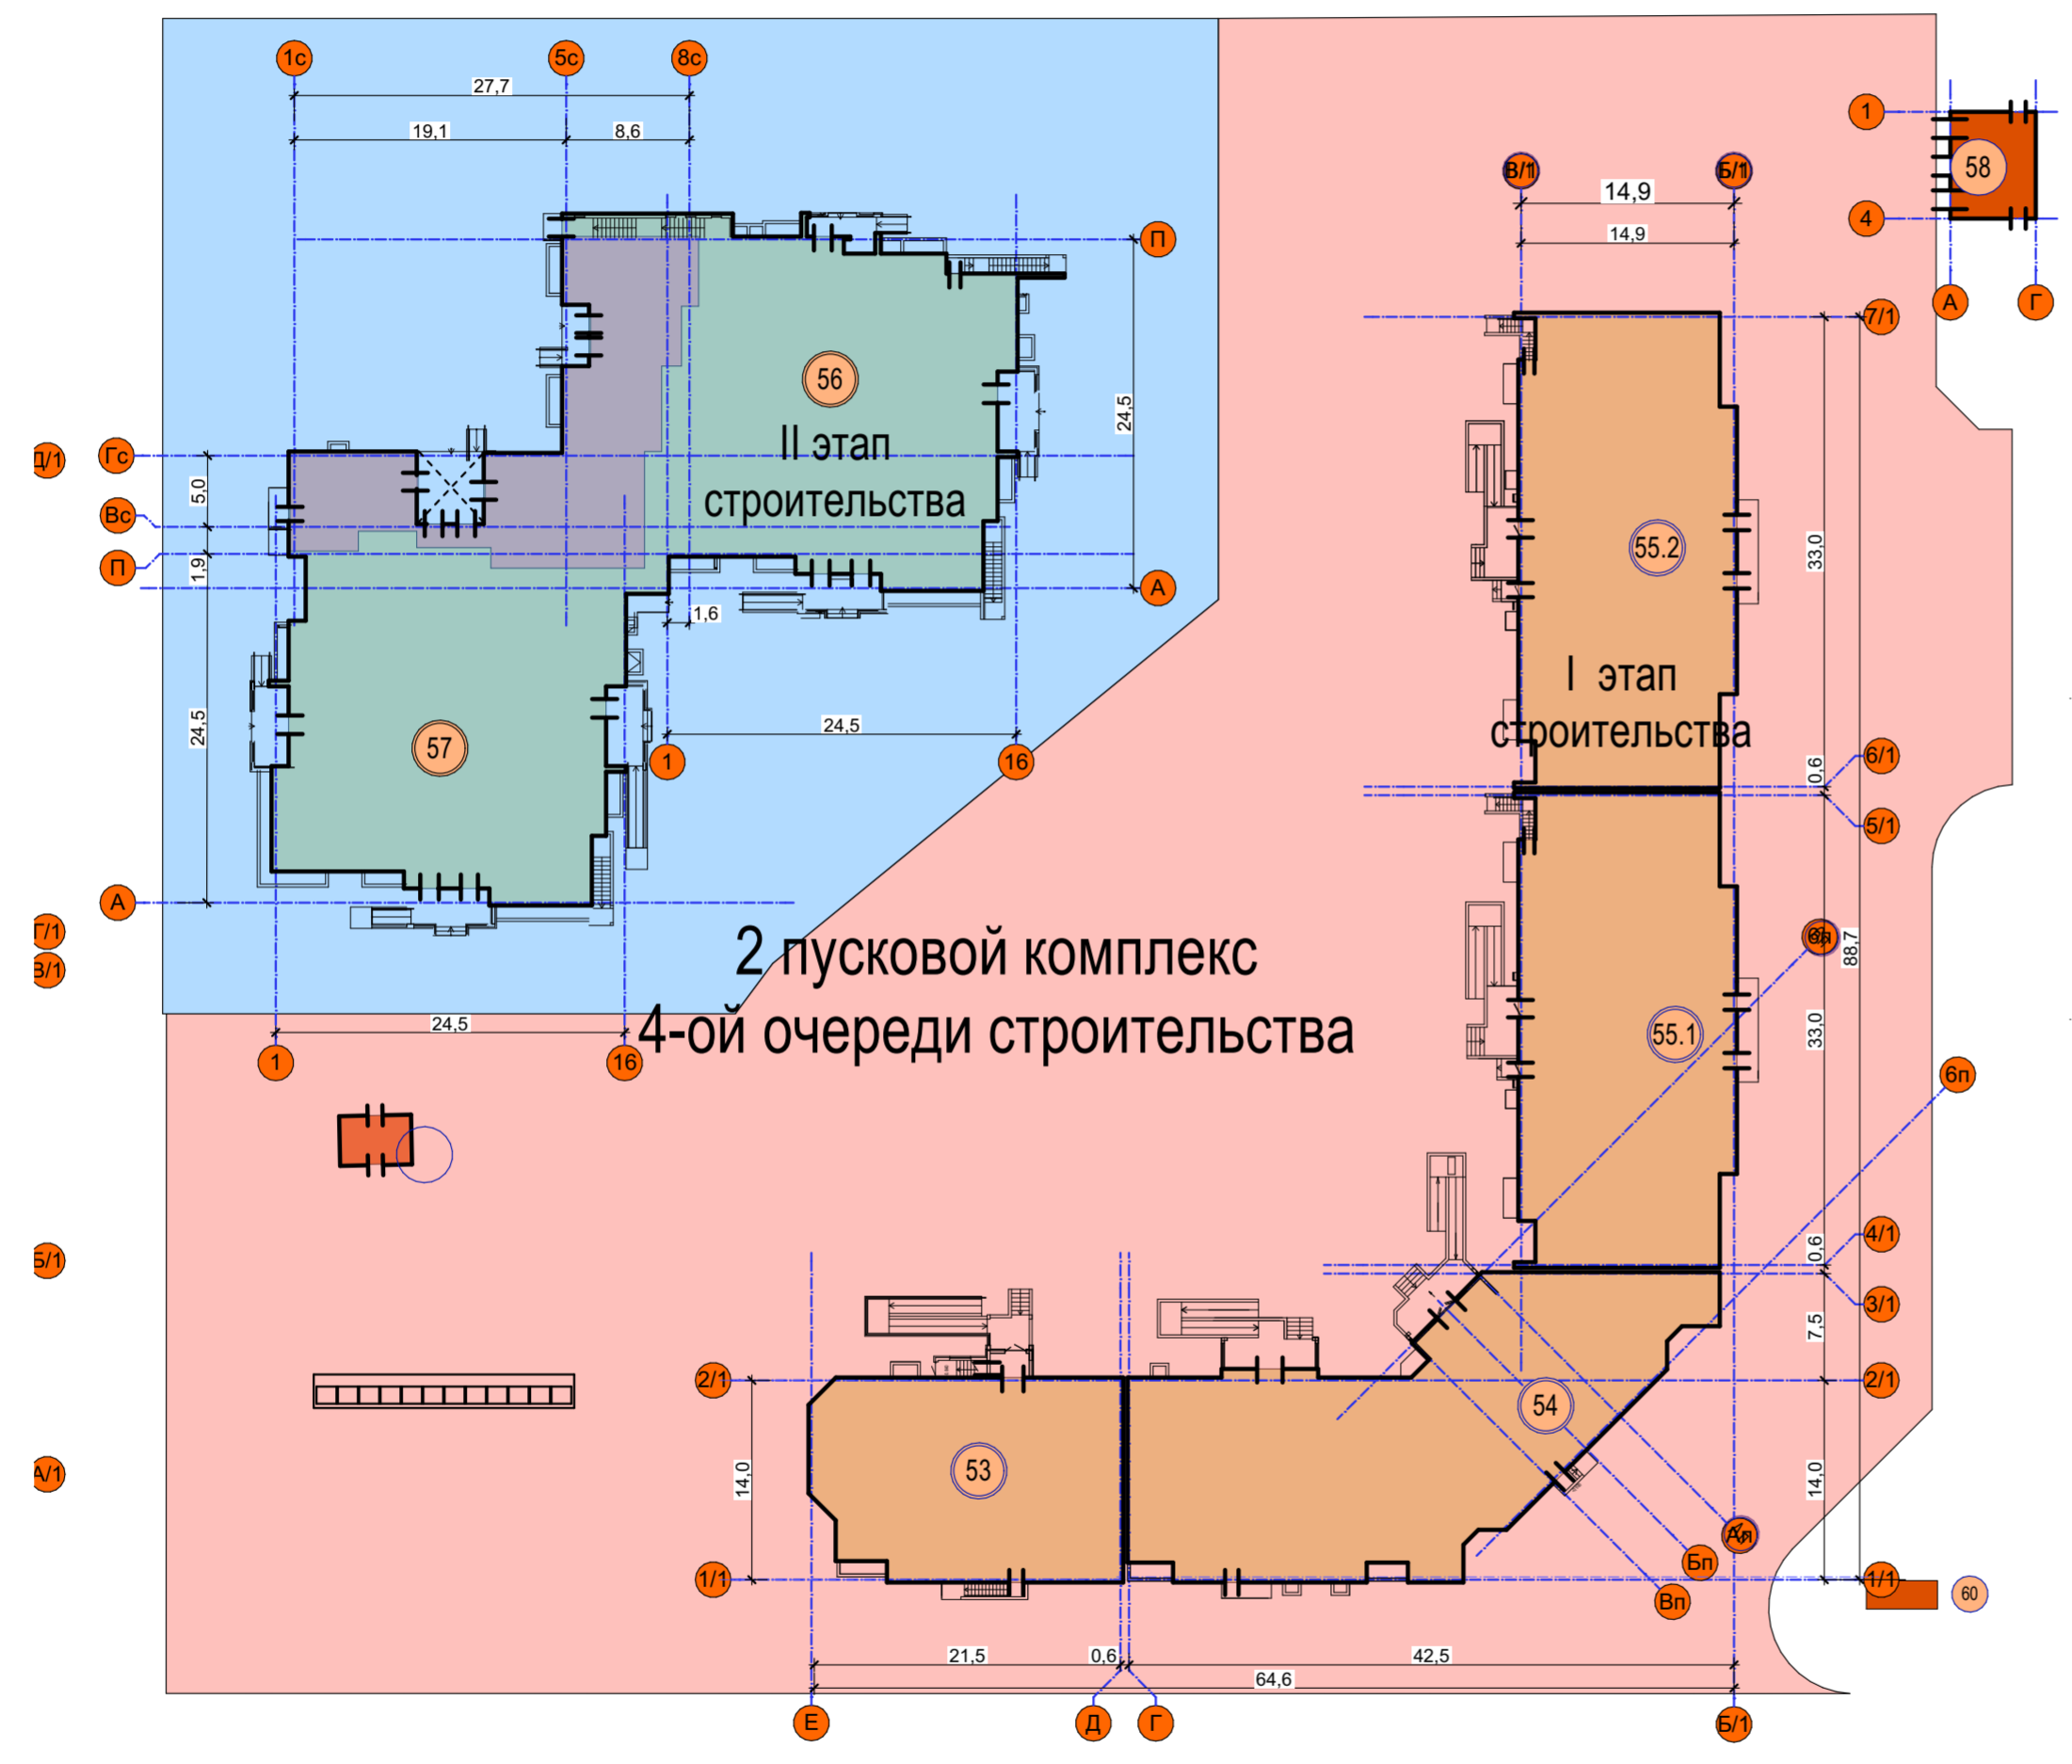 1с
5с
8с
27,7
19,1
8,6
1
58
4
А
Г
В/1
Б/1
14,9
14,9
П
7/1
56
II этап
строительства
24,5
Д/1
Гс
5,0
Вс
П
1,9
А
1,6
55.2
33,0
I этап
строительства
57
24,5
24,5
1
16
6/1
0,6
5/1
А
Г/1
В/1
2 пусковой комплекс
4-ой очереди строительства
24,5
1
16
88,7
55.1
33,0
6п
Б/1
4/1
0,6
3/1
7,5
2/1
2/1
54
А/1
53
14,0
14,0
Бп
Вп
1/1
1/1
60
21,5
0,6
42,5
64,6
Е
Д
Г
Б/1